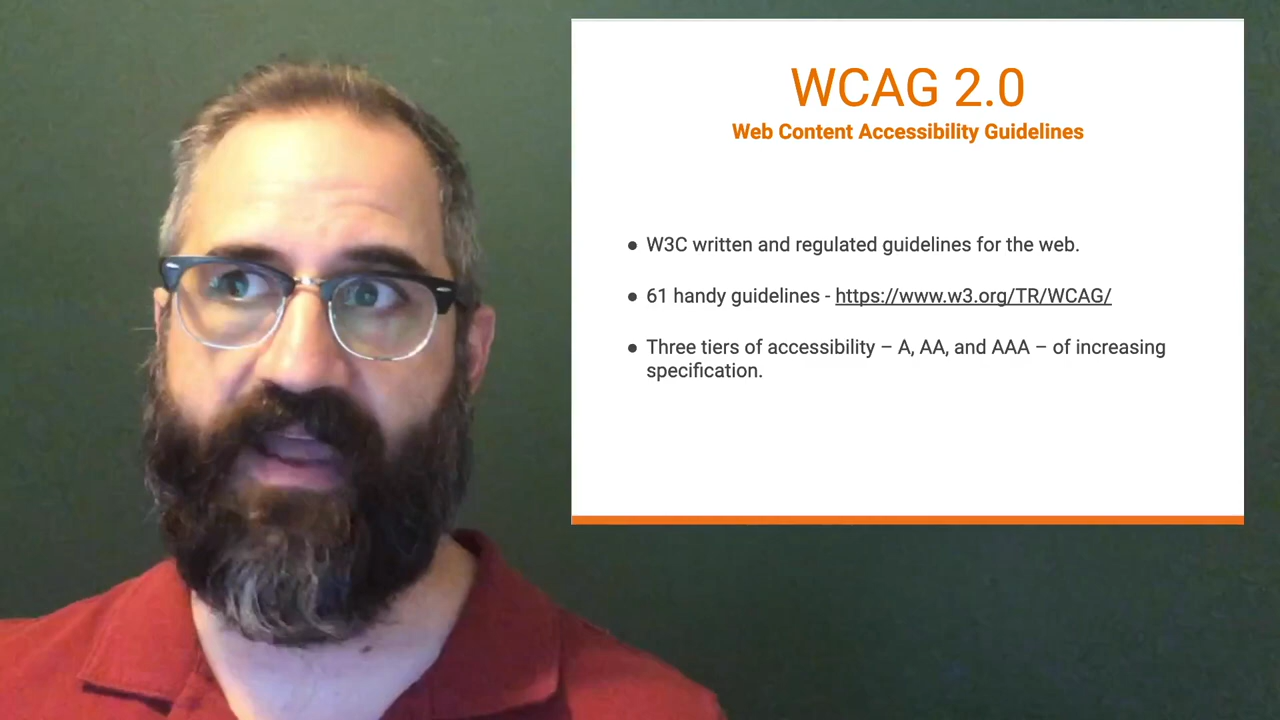 WCAG 2.0
Web Content Accessibility Guidelines
● W3C written and regulated guidelines for the web.
● 61 handy guidelines - https://www.w3.org/TR/WCAG/
● Three tiers of accessibility – A, AA, and AAA – of increasing
specification.